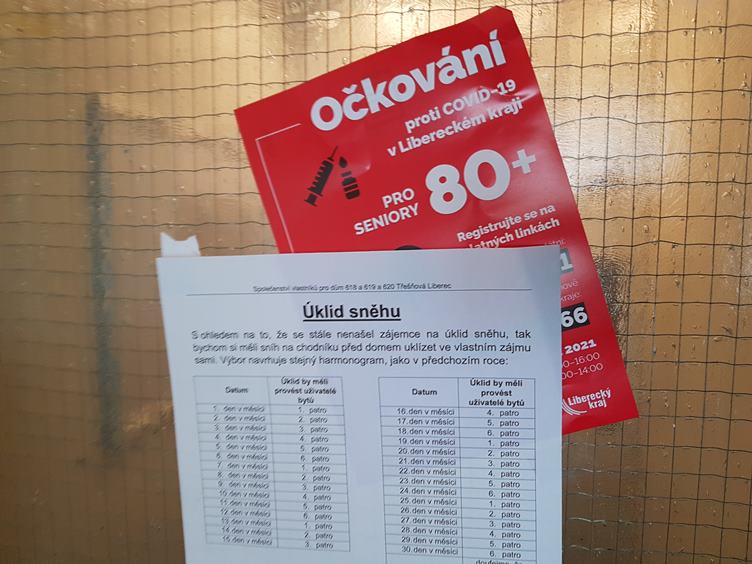 Očkování
proti COVID-19
v Libereckém kraji
PRO
SENIORY
80+
Registrujte se na
linkách
1
kraje:
66
2021
-16:00
-14:00
Liberecký
kraj
Společenství vlastníků pro dům 618 a 619 a 620 Třešňová Liberec
Úklid sněhu
S ohledem na to, že se stále nenašel zájemce na úklid sněhu, tak
bychom si měli sníh na chodníku před domem uklízet ve vlastním zájmu
sami. Výbor navrhuje stejný harmonogram, jako v předchozím roce:
Datum Úklid by měli provést uživatelé bytů
1. den v měsíci 1. patro
2. den v měsíci 2. patro
3. den v měsíci 3. patro
4. den v měsíci 4. patro
5. den v měsíci 5. patro
6. den v měsíci 6. patro
7. den v měsíci 1. patro
8. den v měsíci 2. patro
9. den v měsíci 3. patro
10. den v měsíci 4. patro
11. den v měsíci 5. patro
12. den v měsíci 6. patro
13. den v měsíci 1. patro
14. den v měsíci 2. patro
15. den v měsíci 3. patro
Datum Úklid by měli provést uživatelé bytů
16. den v měsíci 4. patro
17. den v měsíci 5. patro
18. den v měsíci 6. patro
19. den v měsíci 1. patro
20. den v měsíci 2. patro
21. den v měsíci 3. patro
22. den v měsíci 4. patro
23. den v měsíci 5. patro
24. den v měsíci 6. patro
25. den v měsíci 1. patro
26. den v měsíci 2. patro
27. den v měsíci 3. patro
28. den v měsíci 4. patro
29. den v měsíci 5. patro
30. den v měsíci 6. patro